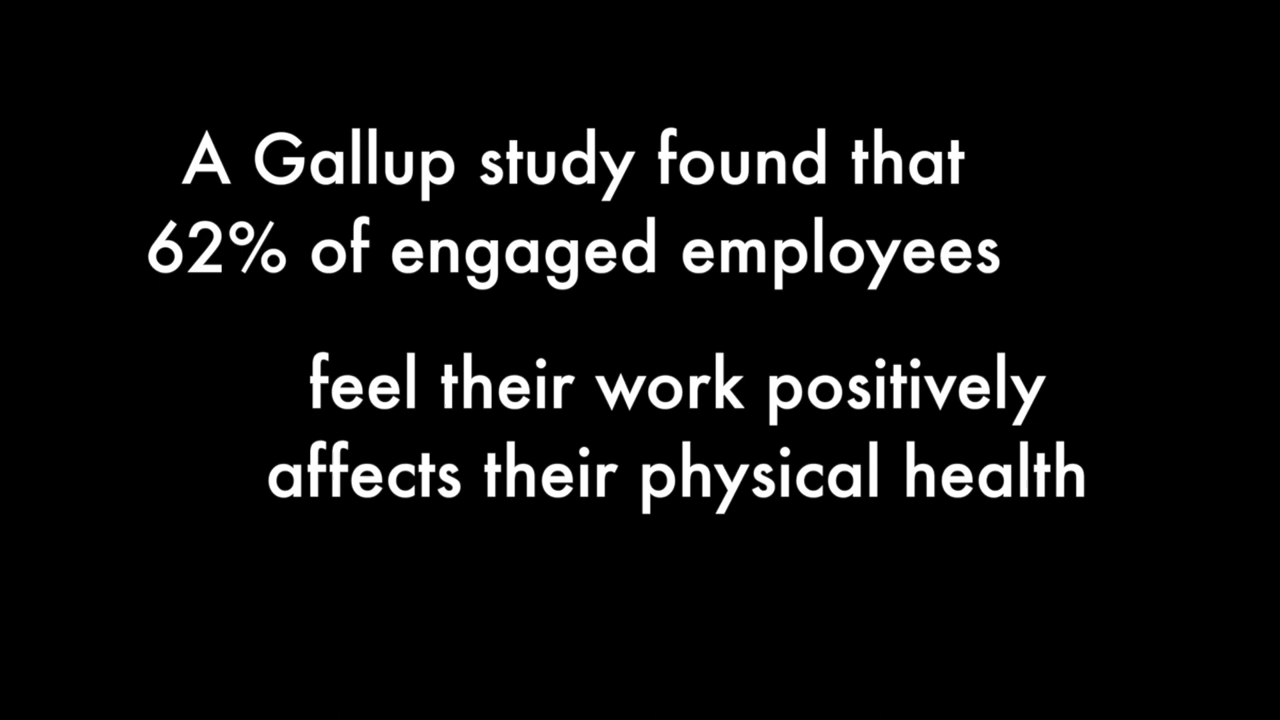 A Gallup study found that
62% of engaged employees
feel their work positively
affects their physical health